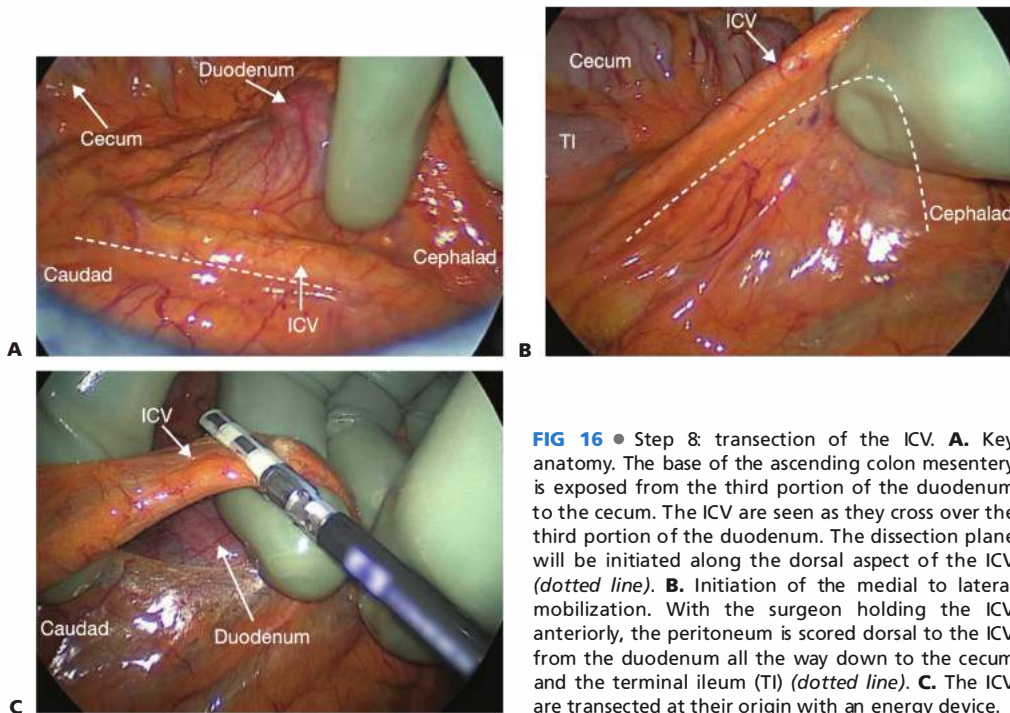 Duodenum
Cecum
Cephalad
Caudad
ICV
A
ICV
Cecum
TI
Cephalad
B
ICV
Caudad
Duodenum
C
FIG 16 ● Step 8: transection of the ICV. A. Key
anatomy. The base of the ascending colon mesentery
is exposed from the third portion of the duodenum
to the cecum. The ICV are seen as they cross over the
third portion of the duodenum. The dissection plane
will be initiated along the dorsal aspect of the ICV
(dotted line). B. Initiation of the medial to latera
mobilization. With the surgeon holding the ICV
anteriorly, the peritoneum is scored dorsal to the ICV
from the duodenum all the way down to the cecum
and the terminal ileum (TI) (dotted line). C. The ICV
are transected at their origin with an energy device.